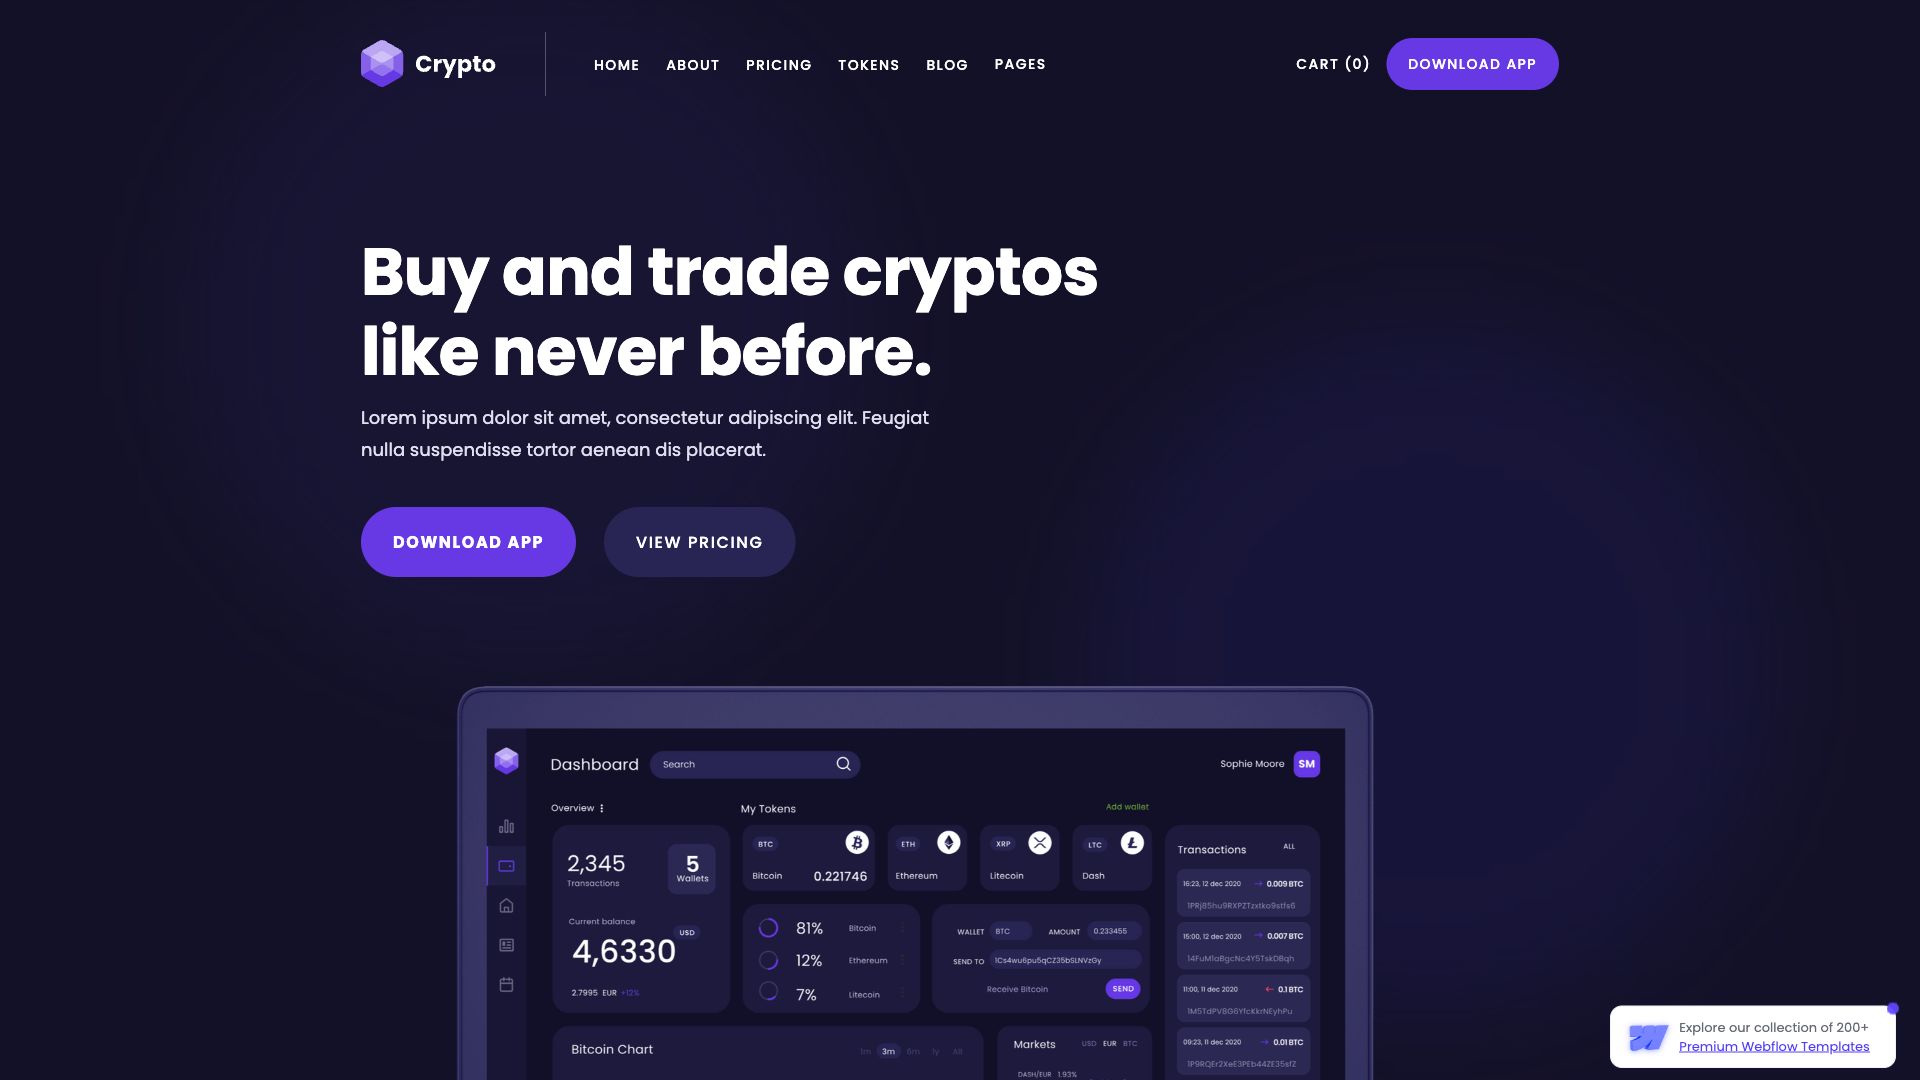 Crypto
HOME ABOUT PRICING TOKENS BLOG PAGES
CART (0) DOWNLOAD APP
Buy and trade cryptos
like never before.
Lorem ipsum dolor sit amet, consectetur adipiscing elit. Feugiat
nulla suspendisse tortor aenean dis placerat.
DOWNLOAD APP VIEW PRICING
Dashboard Search Sophie Moore SM
Overview My Tokens Add wallet
2,345
Transactions
5
Wallets
Current balance
USD
4,6330
2.7995 EUR +12%
BTC
Bitcoin 0.221746
ETH
Ethereum
XRP
Litecoin
LTC
Dash
81% Bitcoin
12% Ethereum
7% Litecoin
WALLET BTC AMOUNT 0.233455
SEND TO 1Cs4wu6pu5qCZ35bSLNVzGy
Receive Bitcoin SEND
Transactions ALL
16:23, 12 dec 2020 → 0.009 BTC
1PRj85hu9RXPZTzxtko9stfs6
15:00, 12 dec 2020 → 0.007 BTC
14FuM1aBgcNc4Y5TskDBqh
11:00, 11 dec 2020 ← 0.1 BTC
1M5TdPV8G6YfcKkrNEyhPu
09:23, 11 dec 2020 → 0.01 BTC
1P9RQEr2XeE3PEb44ZE35sfZ
Bitcoin Chart 1m 3m 6m 1y All
Markets USD EUR BTC
DASH/EUR 1.93%
Explore our collection of 200+
Premium Webflow Templates